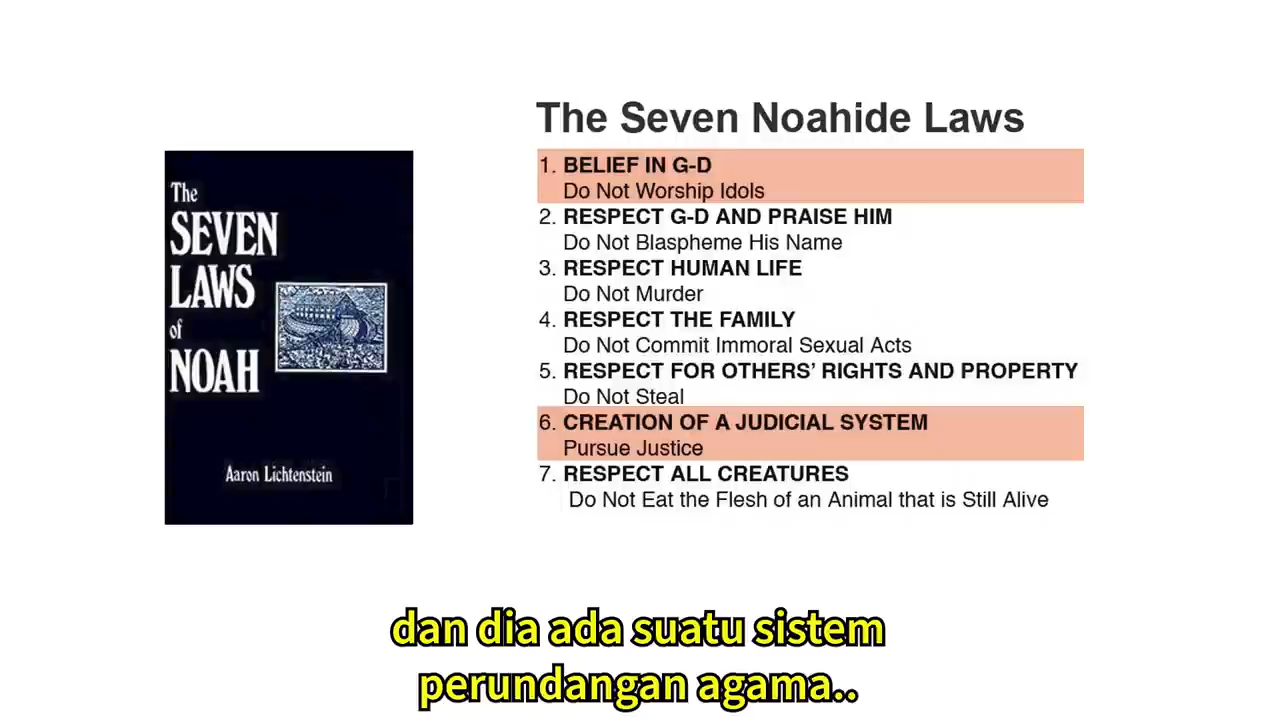 The
SEVEN
LAWS
of
NOAH
Aaron Lichtenstein
The Seven Noahide Laws
1. BELIEF IN G-D
Do Not Worship Idols
2. RESPECT G-D AND PRAISE HIM
Do Not Blaspheme His Name
3. RESPECT HUMAN LIFE
Do Not Murder
4. RESPECT THE FAMILY
Do Not Commit Immoral Sexual Acts
5. RESPECT FOR OTHERS’ RIGHTS AND PROPERTY
Do Not Steal
6. CREATION OF A JUDICIAL SYSTEM
Pursue Justice
7. RESPECT ALL CREATURES
Do Not Eat the Flesh of an Animal that is Still Alive
dan dia ada suatu sistem
perundangan agama..